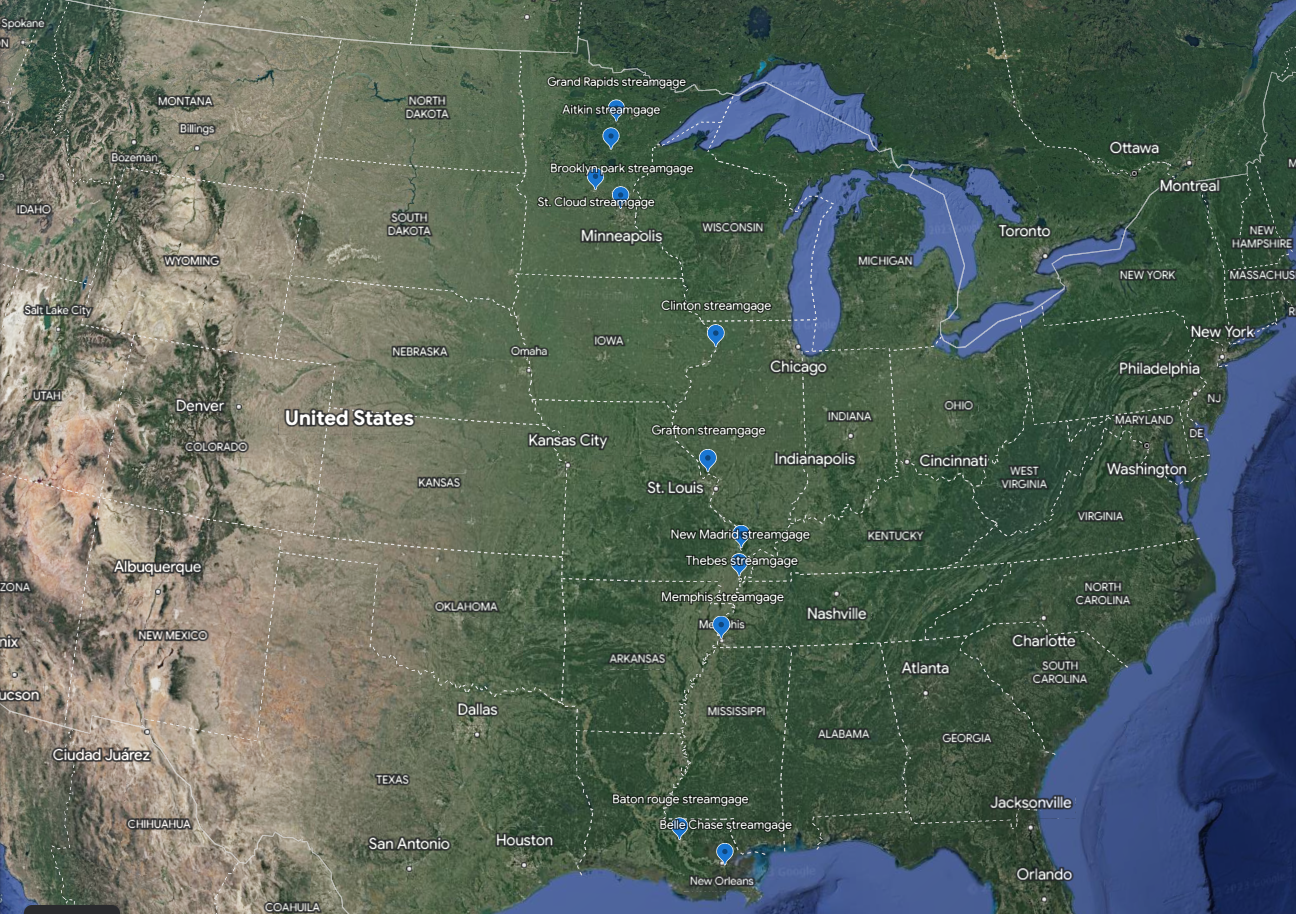 Spokane
N
MONTANA
Billings
Bozeman
NORTH
DAKOTA
Grand Rapids streamgage
Aitkin streamgage
Ottawa
Montreal
Brooklyn park streamgage
St. Cloud streamgage
IDAHO
SOUTH
DAKOTA
Minneapolis
WISCONSIN
Toronto
NEW
HAMPSHIRE
WYOMING
MICHIGAN
NEW YORK
MASSACHUS
Salt Lake City
Clinton streamgage
New York
NEBRASKA
Omaha
IOWA
Chicago
Philadelphia
UTAH
Denver
United States
INDIANA
OHIO
NJ
MARYLAND
DE
COLORADO
Kansas City
Grafton streamgage
Indianapolis
Cincinnati
Washington
KANSAS
St. Louis
WEST
VIRGINIA
VIRGINIA
New Madrid streamgage
KENTUCKY
Thebes streamgage
Albuquerque
ZONA
Memphis streamgage
NORTH
CAROLINA
OKLAHOMA
Nashville
NEW MEXICO
Memphis
Charlotte
nix
ARKANSAS
Atlanta
SOUTH
CAROLINA
ucson
Dallas
MISSISSIPPI
ALABAMA
GEORGIA
Ciudad Juárez
TEXAS
Baton rouge streamgage
Jacksonville
CHIHUAHUA
Belle Chase streamgage
San Antonio
Houston
New Orleans
Orlando
COAHUILA